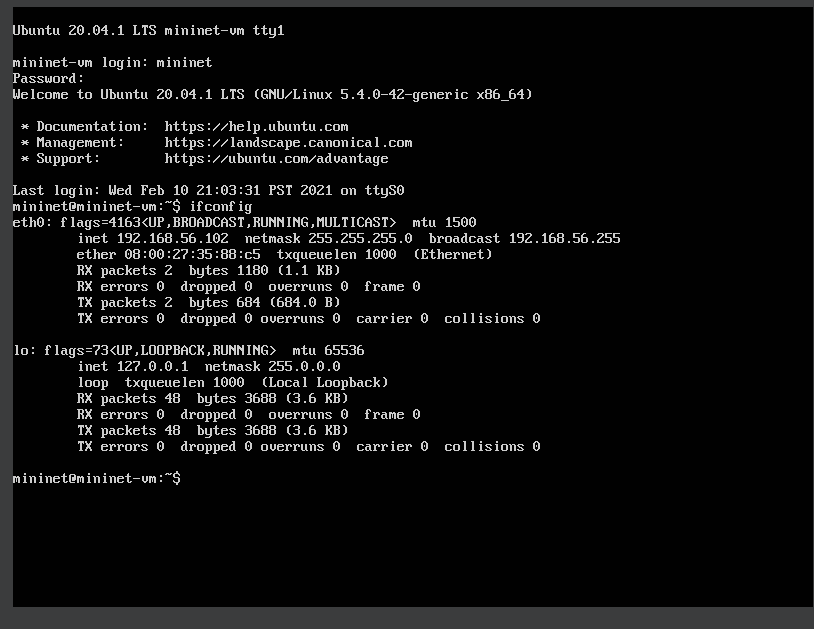 Ubuntu 20.04.1 LTS mininet-vm tty1
mininet-vm login: mininet
Password:
Welcome to Ubuntu 20.04.1 LTS (GNU/Linux 5.4.0-42-generic x86_64)
* Documentation:  https://help.ubuntu.com
* Management:     https://landscape.canonical.com
* Support:        https://ubuntu.com/advantage
Last login: Wed Feb 10 21:03:31 PST 2021 on ttyS0
mininet@mininet-vm:~$ ifconfig
eth0: flags=4163<UP,BROADCAST,RUNNING,MULTICAST>  mtu 1500
inet 192.168.56.102  netmask 255.255.255.0  broadcast 192.168.56.255
ether 08:00:27:35:88:c5  txqueuelen 1000  (Ethernet)
RX packets 2  bytes 1180 (1.1 KB)
RX errors 0  dropped 0  overruns 0  frame 0
TX packets 2  bytes 684 (684.0 B)
TX errors 0  dropped 0 overruns 0  carrier 0  collisions 0
lo: flags=73<UP,LOOPBACK,RUNNING>  mtu 65536
inet 127.0.0.1  netmask 255.0.0.0
loop  txqueuelen 1000  (Local Loopback)
RX packets 48  bytes 3688 (3.6 KB)
RX errors 0  dropped 0  overruns 0  frame 0
TX packets 48  bytes 3688 (3.6 KB)
TX errors 0  dropped 0 overruns 0  carrier 0  collisions 0
mininet@mininet-vm:~$